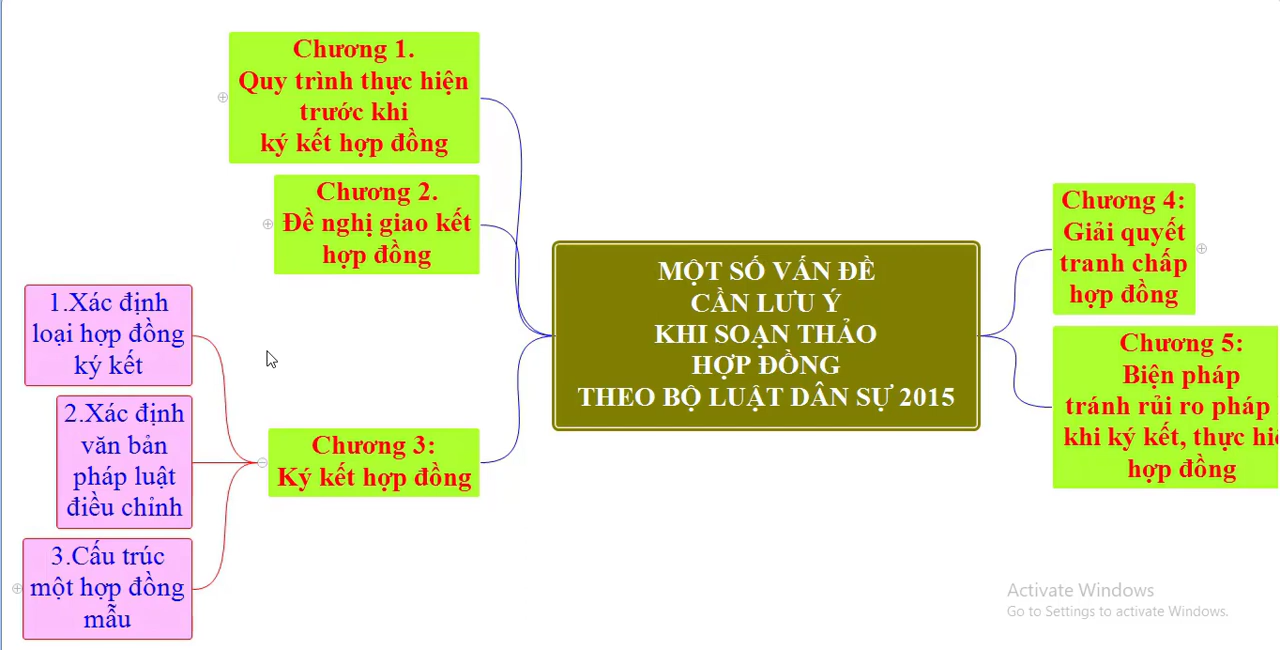 Chương 1.
Quy trình thực hiện
trước khi
ký kết hợp đồng
Chương 2.
Đề nghị giao kết
hợp đồng
1.Xác định
loại hợp đồng
ký kết
2.Xác định
văn bản
pháp luật
điều chỉnh
3.Cấu trúc
một hợp đồng
mẫu
Chương 3:
Ký kết hợp đồng
MỘT SỐ VẤN ĐỀ
CẦN LƯU Ý
KHI SOẠN THẢO
HỢP ĐỒNG
THEO BỘ LUẬT DÂN SỰ 2015
Chương 4:
Giải quyết
tranh chấp
hợp đồng
Chương 5:
Biện pháp
tránh rủi ro pháp
khi ký kết, thực
hợp đồng
Activate Windows
Go to Settings to activate Windows.